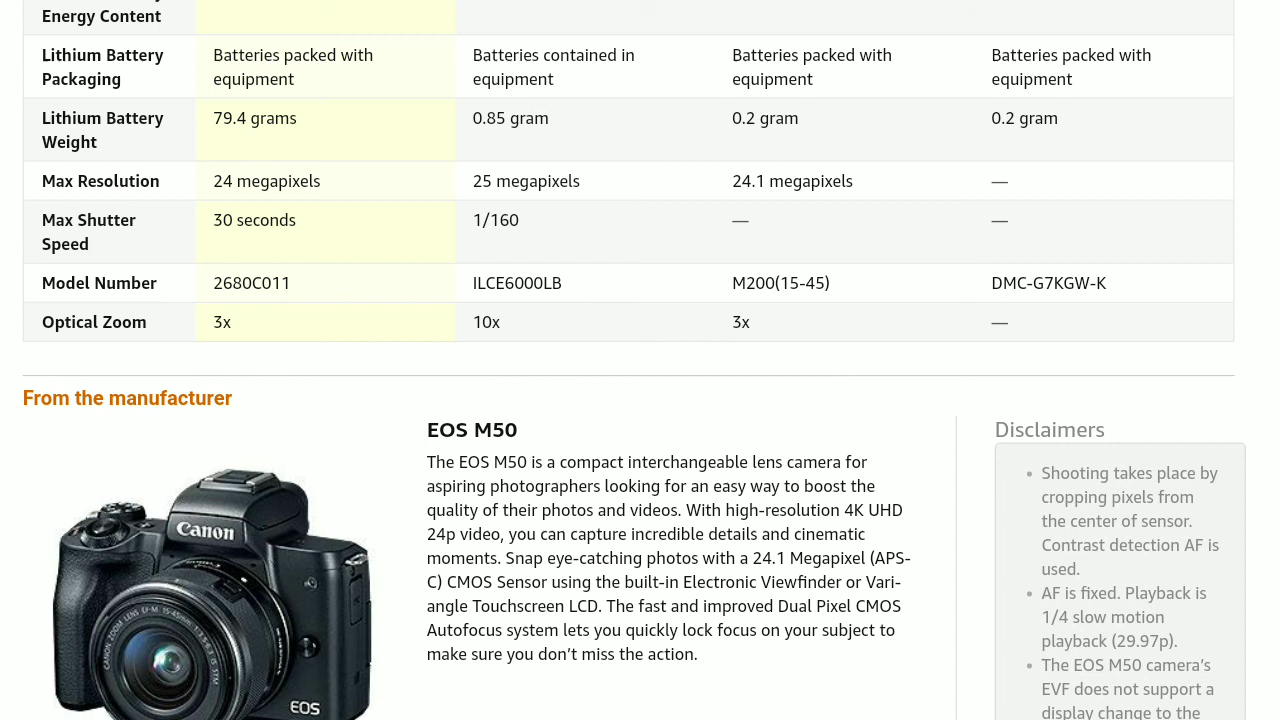 Energy Content
Lithium Battery Packaging
Batteries packed with equipment
Batteries contained in equipment
Batteries packed with equipment
Batteries packed with equipment
Lithium Battery Weight
79.4 grams
0.85 gram
0.2 gram
0.2 gram
Max Resolution
24 megapixels
25 megapixels
24.1 megapixels
—
Max Shutter Speed
30 seconds
1/160
—
—
Model Number
2680C011
ILCE6000LB
M200(15-45)
DMC-G7KGW-K
Optical Zoom
3x
10x
3x
—
From the manufacturer
Canon
EOS
EOS M50
The EOS M50 is a compact interchangeable lens camera for
aspiring photographers looking for an easy way to boost the
quality of their photos and videos. With high-resolution 4K UHD
24p video, you can capture incredible details and cinematic
moments. Snap eye-catching photos with a 24.1 Megapixel (APS-
C) CMOS Sensor using the built-in Electronic Viewfinder or Vari-
angle Touchscreen LCD. The fast and improved Dual Pixel CMOS
Autofocus system lets you quickly lock focus on your subject to
make sure you don’t miss the action.
Disclaimers
• Shooting takes place by
cropping pixels from
the center of sensor.
Contrast detection AF is
used.
• AF is fixed. Playback is
1/4 slow motion
playback (29.97p).
• The EOS M50 camera’s
EVF does not support a
display change to the